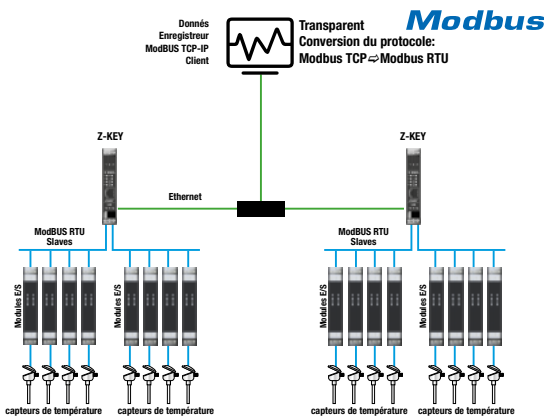 Modbus
Donnés
Enregistreur
ModBUS TCP-IP
Client
Transparent
Conversion du protocole:
Modbus TCP⇨Modbus RTU
Z-KEY
Z-KEY
Ethernet
ModBUS RTU
Slaves
ModBUS RTU
Slaves
Modules E/S
Modules E/S
Modules E/S
Modules E/S
capteurs de température
capteurs de température
capteurs de température
capteurs de température